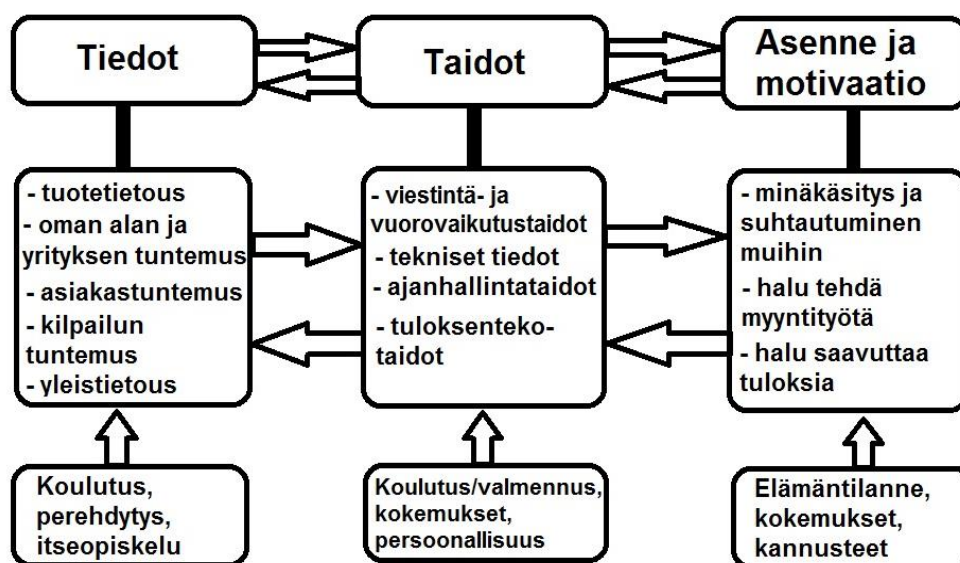 Tiedot
Taidot
Asenne ja
motivaatio
- tuotetietous
- oman alan ja
yrityksen tuntemus
- asiakastuntemus
- kilpailun
tuntemus
- yleistietous
- viestintä- ja
vuorovaikutustaidot
- tekniset tiedot
- ajanhallintataidot
- tuloksenteko-
taidot
- minäkäsitys ja
suhtautuminen
muihin
- halu tehdä
myyntityötä
- halu saavuttaa
tuloksia
Koulutus,
perehdytys,
itseopiskelu
Koulutus/valmennus,
kokemukset,
persoonallisuus
Elämäntilanne,
kokemukset,
kannusteet